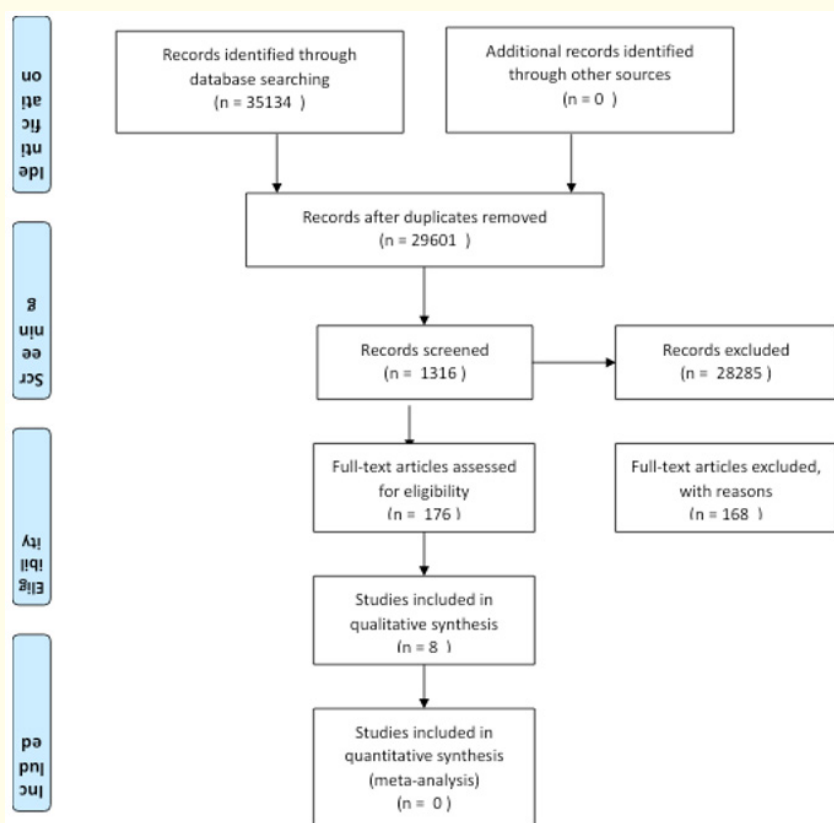 Ide
nti
fic
ati
on
Records identified through
database searching
(n = 35134 )
Additional records identified
through other sources
(n = 0 )
Records after duplicates removed
(n = 29601 )
Scr
ee
nin
g
Records screened
(n = 1316 )
Records excluded
(n = 28285 )
Elig
ibil
ity
Full-text articles assessed
for eligibility
(n = 176 )
Full-text articles excluded,
with reasons
(n = 168 )
Studies included in
qualitative synthesis
(n = 8 )
Inc
lud
ed
Studies included in
quantitative synthesis
(meta-analysis)
(n = 0 )